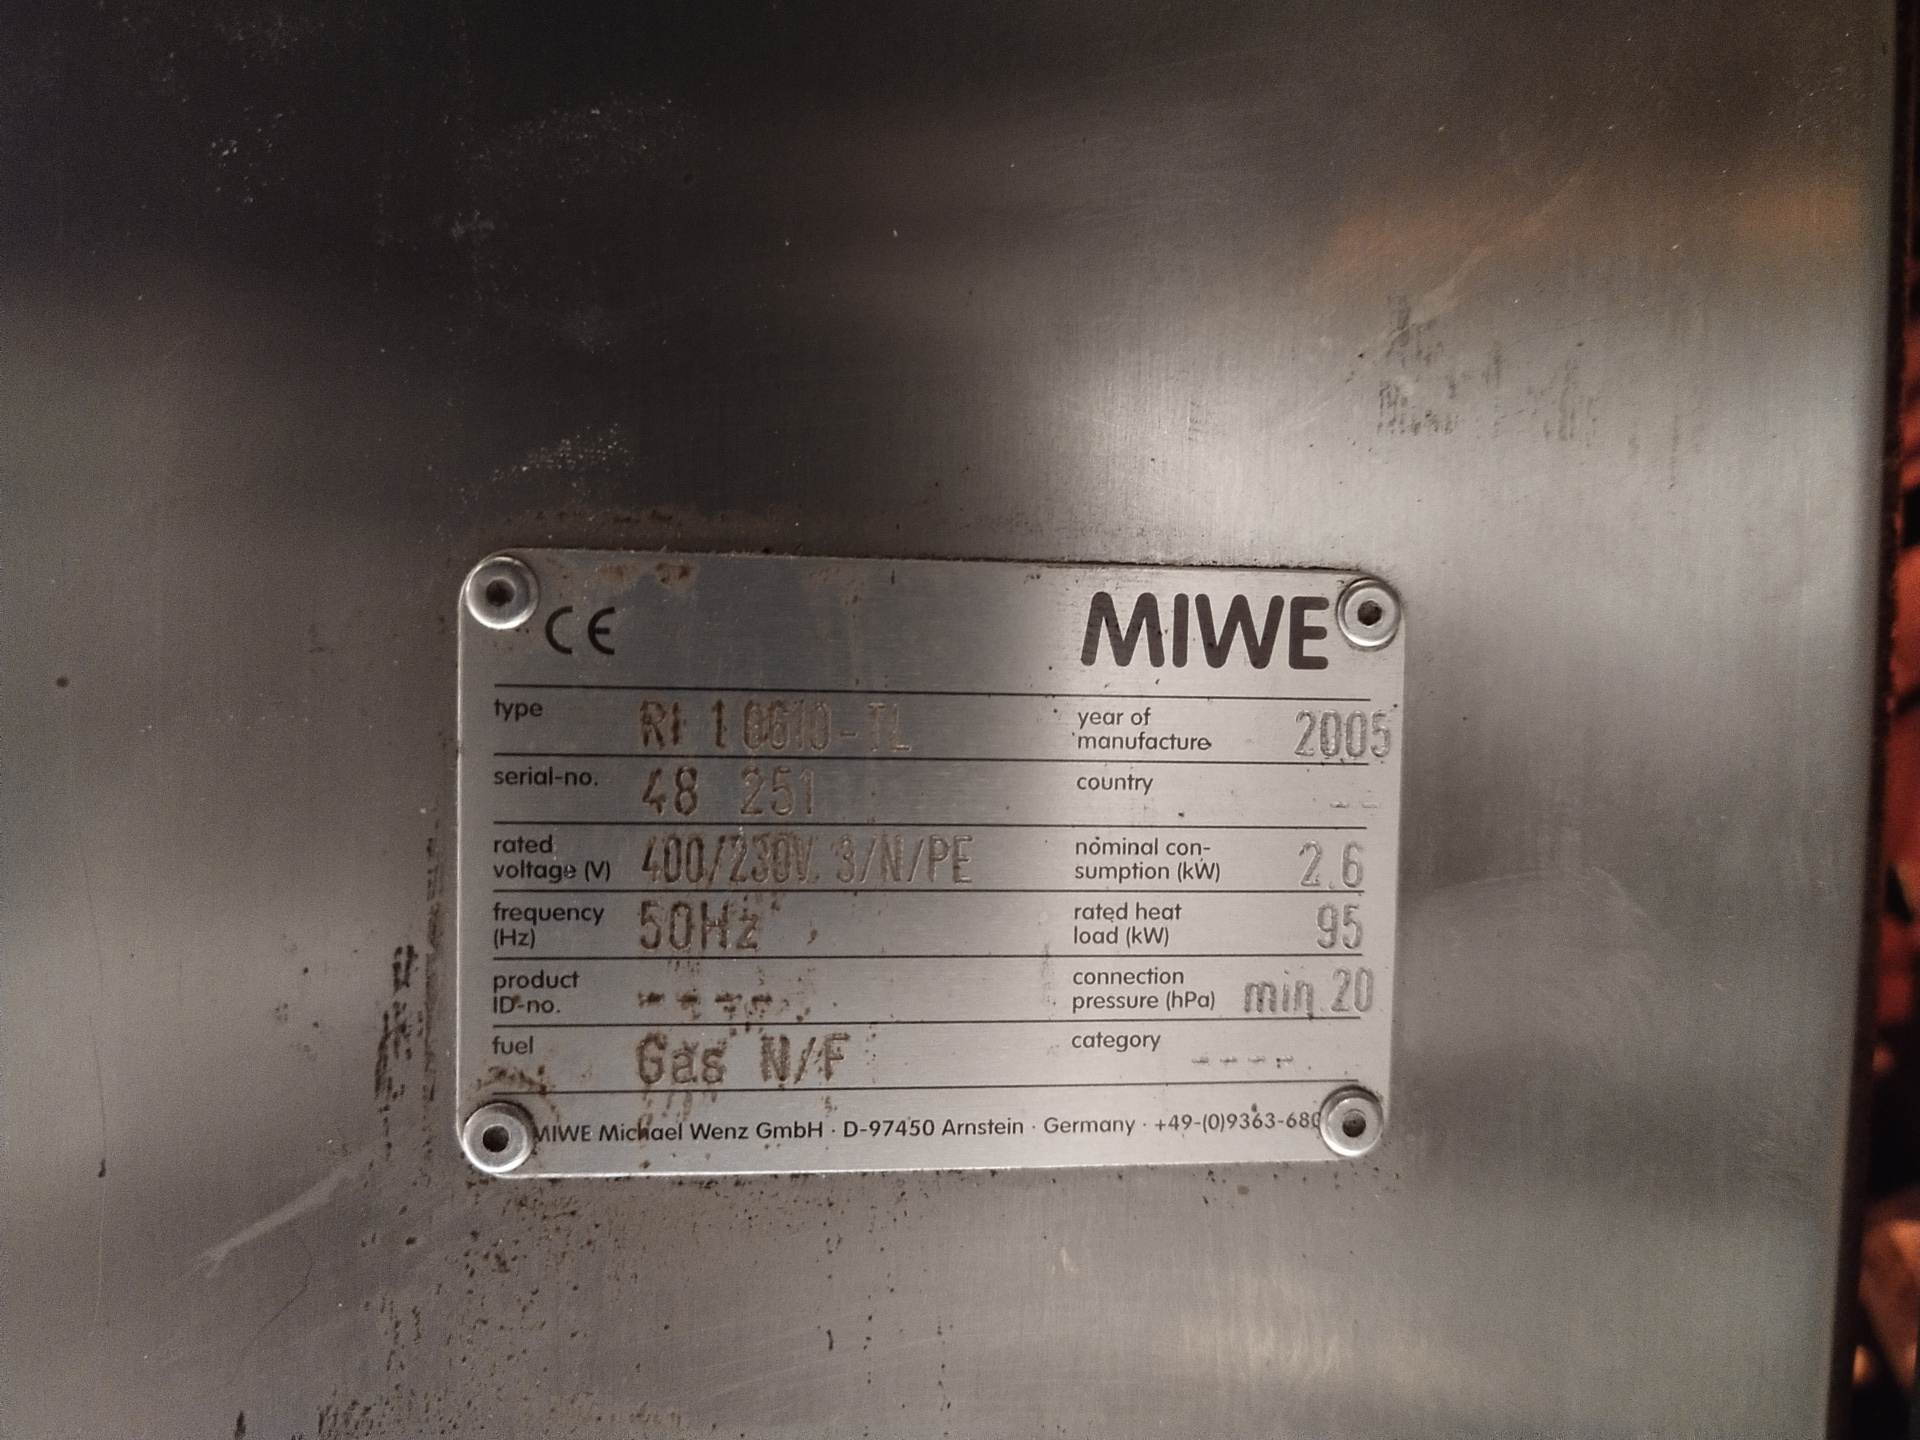 CE MIWE
type RI 1.0610-TL year of manufacture 2005
serial-no. 48 251 country --
rated voltage (V) 400/230V. 3/N/PE nominal con-sumption (kW) 2.6
frequency (Hz) 50Hz rated heat load (kW) 95
product ID-no. ---- connection pressure (hPa) min.20
fuel Gas N/F category ----
MIWE Michael Wenz GmbH · D-97450 Arnstein · Germany · +49-(0)9363-680